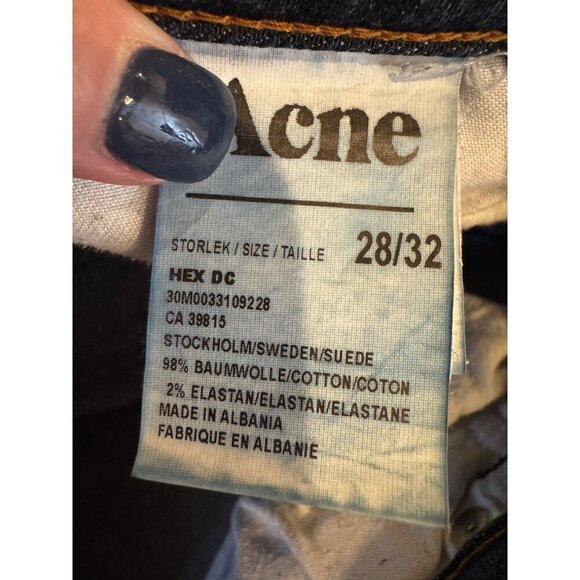 Acne
STORLEK / SIZE / TAILLE 28/32
HEX DC
30M0033109228
CA 39815
STOCKHOLM/SWEDEN/SUEDE
98% BAUMWOLLE/COTTON/COTON
2% ELASTAN/ELASTAN/ELASTANE
MADE IN ALBANIA
FABRIQUE EN ALBANIE